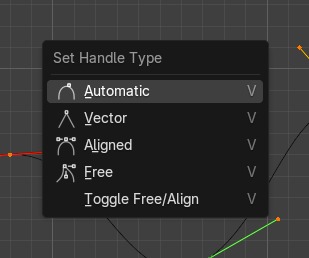 Set Handle Type
Automatic V
Vector V
Aligned V
Free V
Toggle Free/Align V